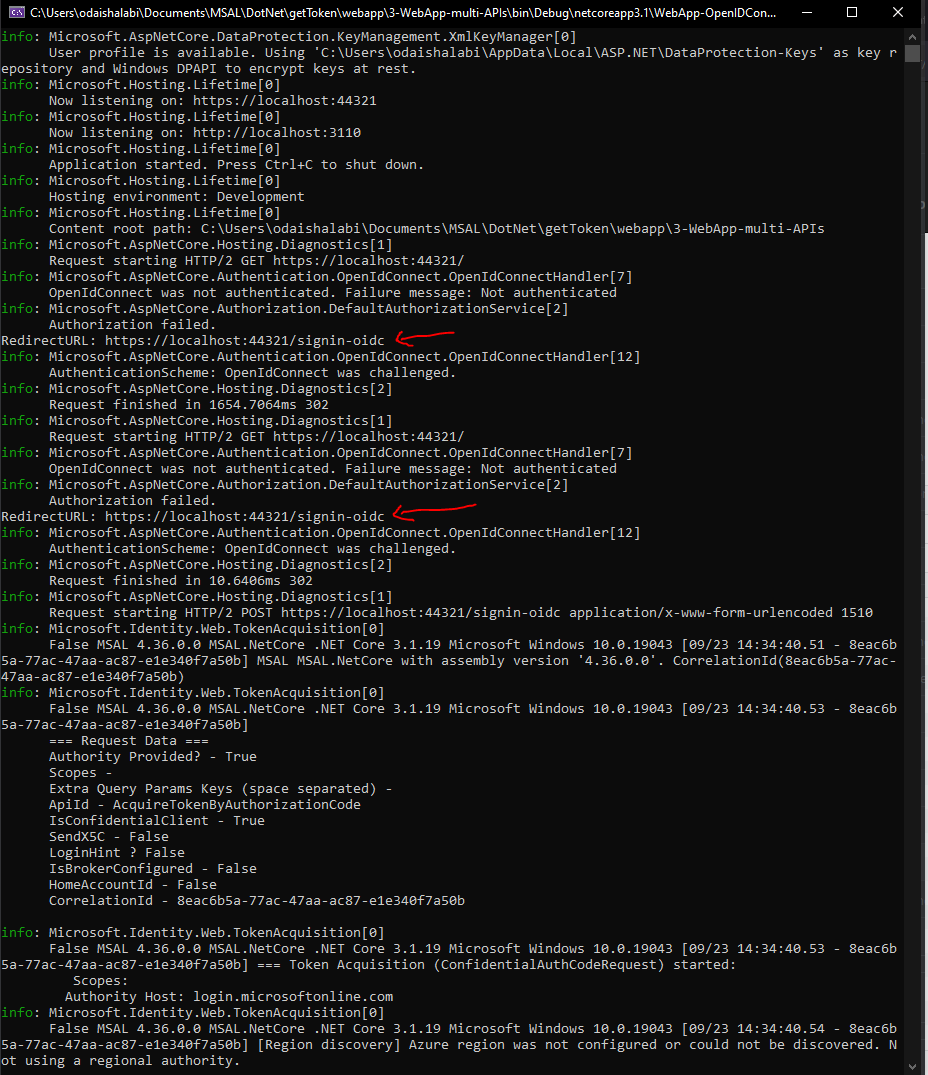 C:\Users\odaishalabi\Documents\MSAL\DotNet\getToken\webapp\3-WebApp-multi-APIs\bin\Debug\netcoreapp3.1\WebApp-OpenIDCon...
info: Microsoft.AspNetCore.DataProtection.KeyManagement.XmlKeyManager[0]
      User profile is available. Using 'C:\Users\odaishalabi\AppData\Local\ASP.NET\DataProtection-Keys' as key r
epository and Windows DPAPI to encrypt keys at rest.
info: Microsoft.Hosting.Lifetime[0]
      Now listening on: https://localhost:44321
info: Microsoft.Hosting.Lifetime[0]
      Now listening on: http://localhost:3110
info: Microsoft.Hosting.Lifetime[0]
      Application started. Press Ctrl+C to shut down.
info: Microsoft.Hosting.Lifetime[0]
      Hosting environment: Development
info: Microsoft.Hosting.Lifetime[0]
      Content root path: C:\Users\odaishalabi\Documents\MSAL\DotNet\getToken\webapp\3-WebApp-multi-APIs
info: Microsoft.AspNetCore.Hosting.Diagnostics[1]
      Request starting HTTP/2 GET https://localhost:44321/
info: Microsoft.AspNetCore.Authentication.OpenIdConnect.OpenIdConnectHandler[7]
      OpenIdConnect was not authenticated. Failure message: Not authenticated
info: Microsoft.AspNetCore.Authorization.DefaultAuthorizationService[2]
      Authorization failed.
RedirectURL: https://localhost:44321/signin-oidc
info: Microsoft.AspNetCore.Authentication.OpenIdConnect.OpenIdConnectHandler[12]
      AuthenticationScheme: OpenIdConnect was challenged.
info: Microsoft.AspNetCore.Hosting.Diagnostics[2]
      Request finished in 1654.7064ms 302
info: Microsoft.AspNetCore.Hosting.Diagnostics[1]
      Request starting HTTP/2 GET https://localhost:44321/
info: Microsoft.AspNetCore.Authentication.OpenIdConnect.OpenIdConnectHandler[7]
      OpenIdConnect was not authenticated. Failure message: Not authenticated
info: Microsoft.AspNetCore.Authorization.DefaultAuthorizationService[2]
      Authorization failed.
RedirectURL: https://localhost:44321/signin-oidc
info: Microsoft.AspNetCore.Authentication.OpenIdConnect.OpenIdConnectHandler[12]
      AuthenticationScheme: OpenIdConnect was challenged.
info: Microsoft.AspNetCore.Hosting.Diagnostics[2]
      Request finished in 10.6406ms 302
info: Microsoft.AspNetCore.Hosting.Diagnostics[1]
      Request starting HTTP/2 POST https://localhost:44321/signin-oidc application/x-www-form-urlencoded 1510
info: Microsoft.Identity.Web.TokenAcquisition[0]
      False MSAL 4.36.0.0 MSAL.NetCore .NET Core 3.1.19 Microsoft Windows 10.0.19043 [09/23 14:34:40.51 - 8eac6b
5a-77ac-47aa-ac87-e1e340f7a50b] MSAL MSAL.NetCore with assembly version '4.36.0.0'. CorrelationId(8eac6b5a-77ac-
47aa-ac87-e1e340f7a50b)
info: Microsoft.Identity.Web.TokenAcquisition[0]
      False MSAL 4.36.0.0 MSAL.NetCore .NET Core 3.1.19 Microsoft Windows 10.0.19043 [09/23 14:34:40.53 - 8eac6b
5a-77ac-47aa-ac87-e1e340f7a50b]
      === Request Data ===
      Authority Provided? - True
      Scopes -
      Extra Query Params Keys (space separated) -
      ApiId - AcquireTokenByAuthorizationCode
      IsConfidentialClient - True
      SendX5C - False
      LoginHint ? False
      IsBrokerConfigured - False
      HomeAccountId - False
      CorrelationId - 8eac6b5a-77ac-47aa-ac87-e1e340f7a50b
info: Microsoft.Identity.Web.TokenAcquisition[0]
      False MSAL 4.36.0.0 MSAL.NetCore .NET Core 3.1.19 Microsoft Windows 10.0.19043 [09/23 14:34:40.53 - 8eac6b
5a-77ac-47aa-ac87-e1e340f7a50b] === Token Acquisition (ConfidentialAuthCodeRequest) started:
         Scopes:
        Authority Host: login.microsoftonline.com
info: Microsoft.Identity.Web.TokenAcquisition[0]
      False MSAL 4.36.0.0 MSAL.NetCore .NET Core 3.1.19 Microsoft Windows 10.0.19043 [09/23 14:34:40.54 - 8eac6b
5a-77ac-47aa-ac87-e1e340f7a50b] [Region discovery] Azure region was not configured or could not be discovered. N
ot using a regional authority.